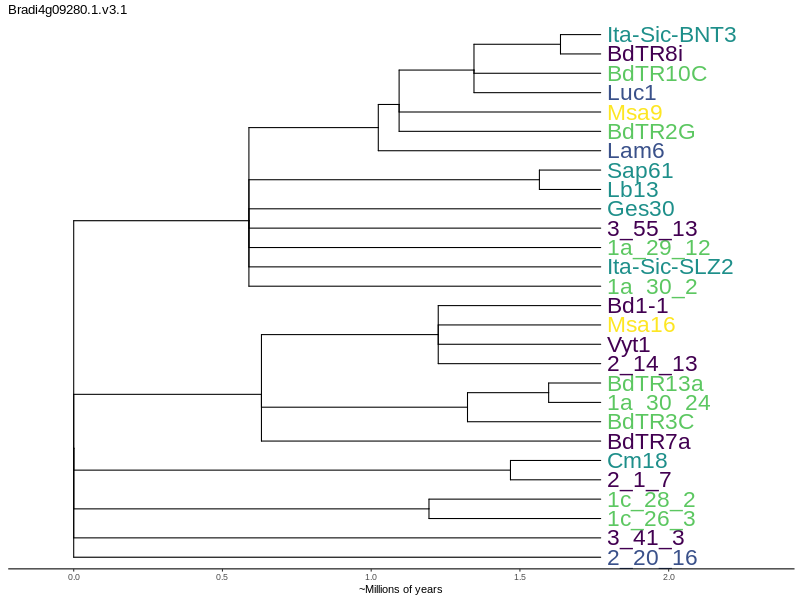 Bradi4g09280.1.v3.1
Ita-Sic-BNT3
BdTR8i
BdTR10C
Luc1
Msa9
BdTR2G
Lam6
Sap61
Lb13
Ges30
3_55_13
1a_29_12
Ita-Sic-SLZ2
1a_30_2
Bd1-1
Msa16
Vyt1
2_14_13
BdTR13a
1a_30_24
BdTR3C
BdTR7a
Cm18
2_1_7
1c_28_2
1c_26_3
3_41_3
2_20_16
0.0 0.5 1.0 1.5 2.0
~Millions of years